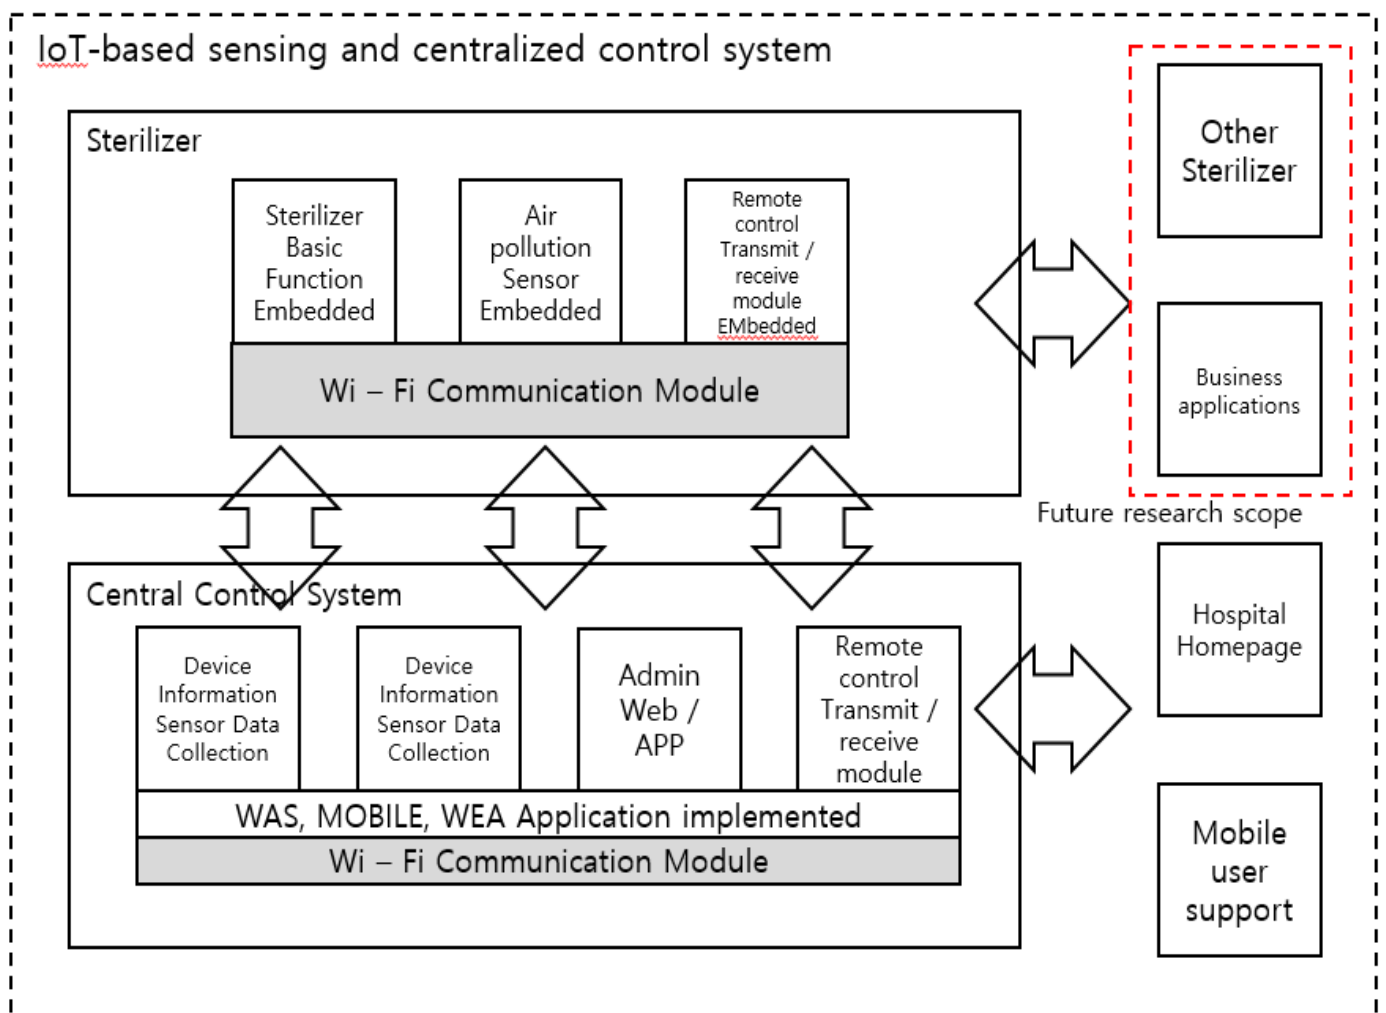 IoT-based sensing and centralized control system
Sterilizer
Sterilizer
Basic
Function
Embedded
Air
pollution
Sensor
Embedded
Remote
control
Transmit /
receive
module
EMbedded
Wi – Fi Communication Module
Other
Sterilizer
Business
applications
Future research scope
Central Control System
Device
Information
Sensor Data
Collection
Device
Information
Sensor Data
Collection
Admin
Web /
APP
Remote
control
Transmit /
receive
module
WAS, MOBILE, WEA Application implemented
Wi – Fi Communication Module
Hospital
Homepage
Mobile
user
support